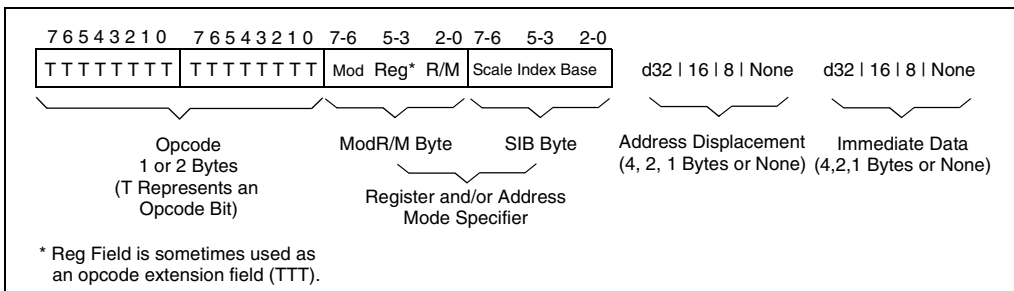 7 6 5 4 3 2 1 0 7 6 5 4 3 2 1 0 7-6 5-3 2-0 7-6 5-3 2-0
T T T T T T T T T T T T T T T T Mod Reg* R/M Scale Index Base d32 | 16 | 8 | None d32 | 16 | 8 | None
Opcode
1 or 2 Bytes
(T Represents an
Opcode Bit)
ModR/M Byte
SIB Byte
Register and/or Address
Mode Specifier
Address Displacement
(4, 2, 1 Bytes or None)
Immediate Data
(4,2,1 Bytes or None)
* Reg Field is sometimes used as
an opcode extension field (TTT).